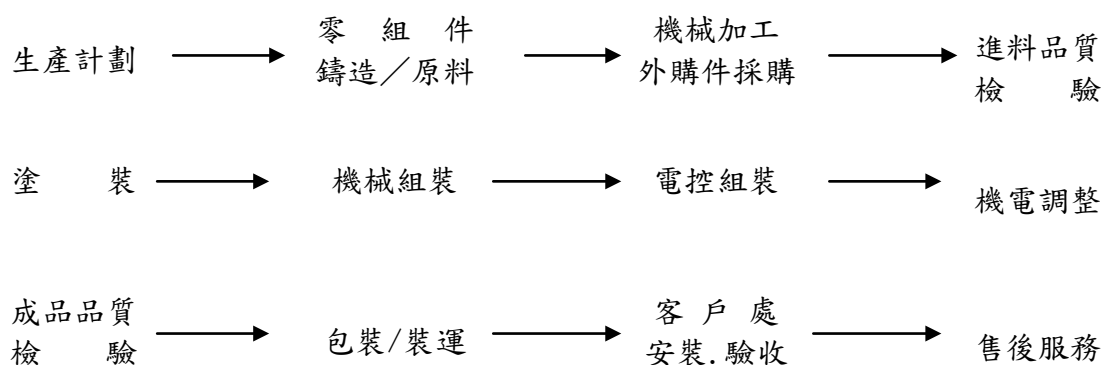 生產計劃
零組件
鑄造／原料
機械加工
外購件採購
進料品質
檢驗
塗裝
機械組裝
電控組裝
機電調整
成品品質
檢驗
包裝/裝運
客戶處
安裝.驗收
售後服務